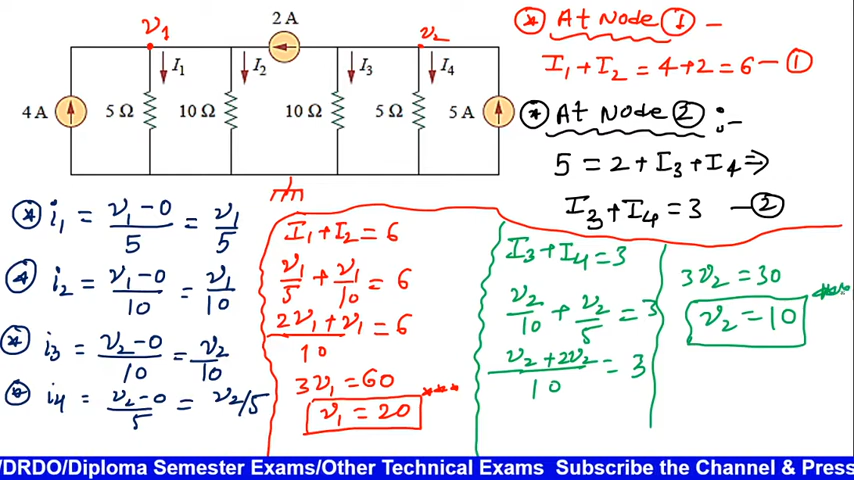 v₁
2 A
v₂
4 A
5 Ω
I₁
10 Ω
I₂
10 Ω
I₃
5 Ω
I₄
5 A
* At Node ① -
I₁ + I₂ = 4+2 = 6 — ①
* At Node ② :-
5 = 2 + I₃ + I₄ ⇒
I₃ + I₄ = 3 — ②
* i₁ = v₁-0/5 = v₁/5
* i₂ = v₁-0/10 = v₁/10
* i₃ = v₂-0/10 = v₂/10
* i₄ = v₂-0/5 = v₂/5
I₁ + I₂ = 6
v₁/5 + v₁/10 = 6
2v₁ + v₁/10 = 6
3v₁ = 60
v₁ = 20 ***
I₃ + I₄ = 3
v₂/10 + v₂/5 = 3
v₂ + 2v₂/10 = 3
3v₂ = 30
v₂ = 10
/DRDO/Diploma Semester Exams/Other Technical Exams Subscribe the Channel & Press